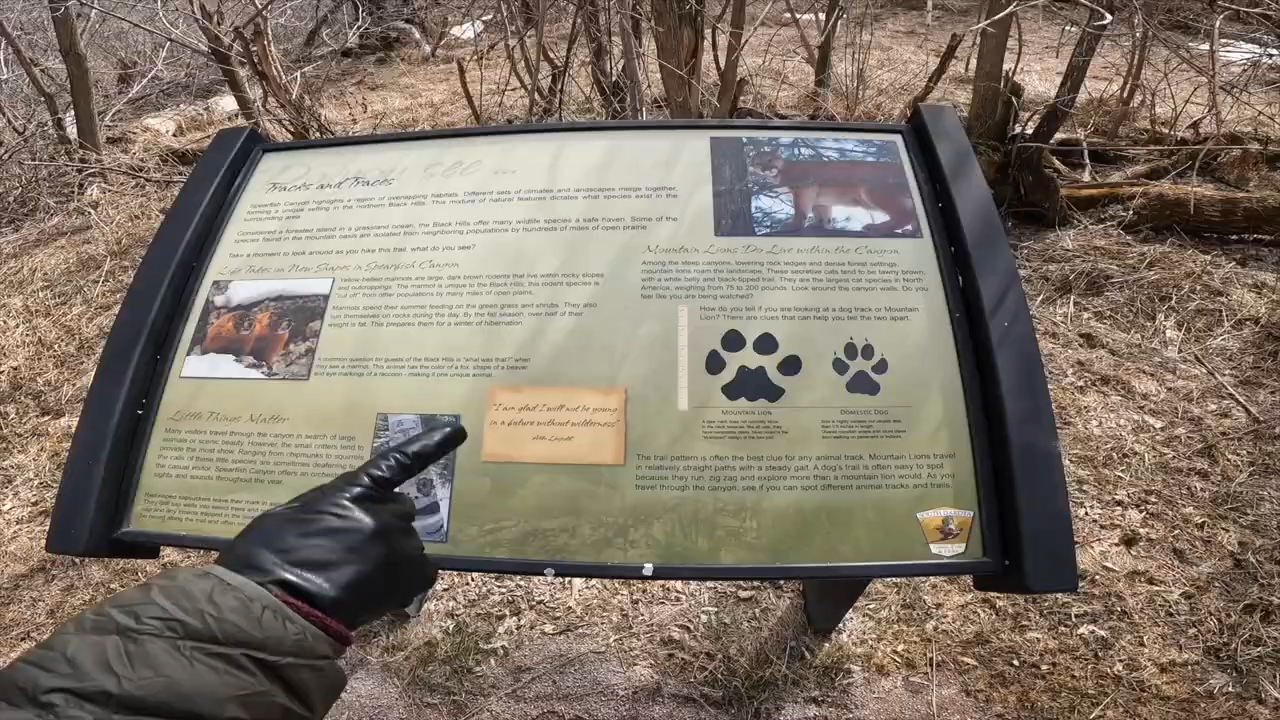 Tracks and Traces
Spearfish Canyon highlights a region of overlapping habitats. Different sets of climates and landscapes merge together,
forming a unique setting in the northern Black Hills. This mixture of natural features dictates what species exist in the
surrounding area
Considered a forested island in a grassland ocean, the Black Hills offer many wildlife species a safe haven. Some of the
species found in this mountain oasis are isolated from neighboring populations by hundreds of miles of open prairie
Take a moment to look around as you hike this trail, what do you see?
Life Takes on New Shapes in Spearfish Canyon
Yellow-bellied marmots are large, dark brown rodents that live within rocky slopes
and outcroppings. The marmot is unique to the Black Hills; this rodent species is
"cut off" from other populations by many miles of open plains.
Marmots spend their summer feeding on the green grass and shrubs. They also
sun themselves on rocks during the day. By the fall season, over half of their
weight is fat. This prepares them for a winter of hibernation.
A common question for guests of the Black Hills is "what was that?" when
they see a marmot. This animal has the color of a fox, shape of a beaver
and eye markings of a raccoon - making it one unique animal.
Little Things Matter
Many visitors travel through the canyon in search of large
animals or scenic beauty. However, the small critters tend to
provide the most show. Ranging from chipmunks to squirrels
the calls of these little species are sometimes deafening to
the casual visitor. Spearfish Canyon offers an
sights and sounds throughout the year.
Red-naped sapsuckers leave their mark in
"I am glad I will not be young
in a future without wilderness"
Mountain Lions Do Live within the Canyon
Among the steep canyons, towering rock ledges and dense forest settings,
mountain lions roam the landscape. These secretive cats tend to be tawny brown,
with a white belly and black-tipped trail. They are the largest cat species in North
America, weighing from 75 to 200 pounds. Look around the canyon walls. Do you
feel like you are being watched?
How do you tell if you are looking at a dog track or Mountain
Lion? There are clues that can help you tell the two apart.
Mountain lion
Domestic Dog
The trail pattern is often the best clue for any animal track. Mountain Lions travel
in relatively straight paths with a steady gait. A dog's trail is often easy to spot
because they run, zig zag and explore more than a mountain lion would. As you
travel through the canyon, see if you can spot different animal tracks and trails.
SOUTH DAKOTA